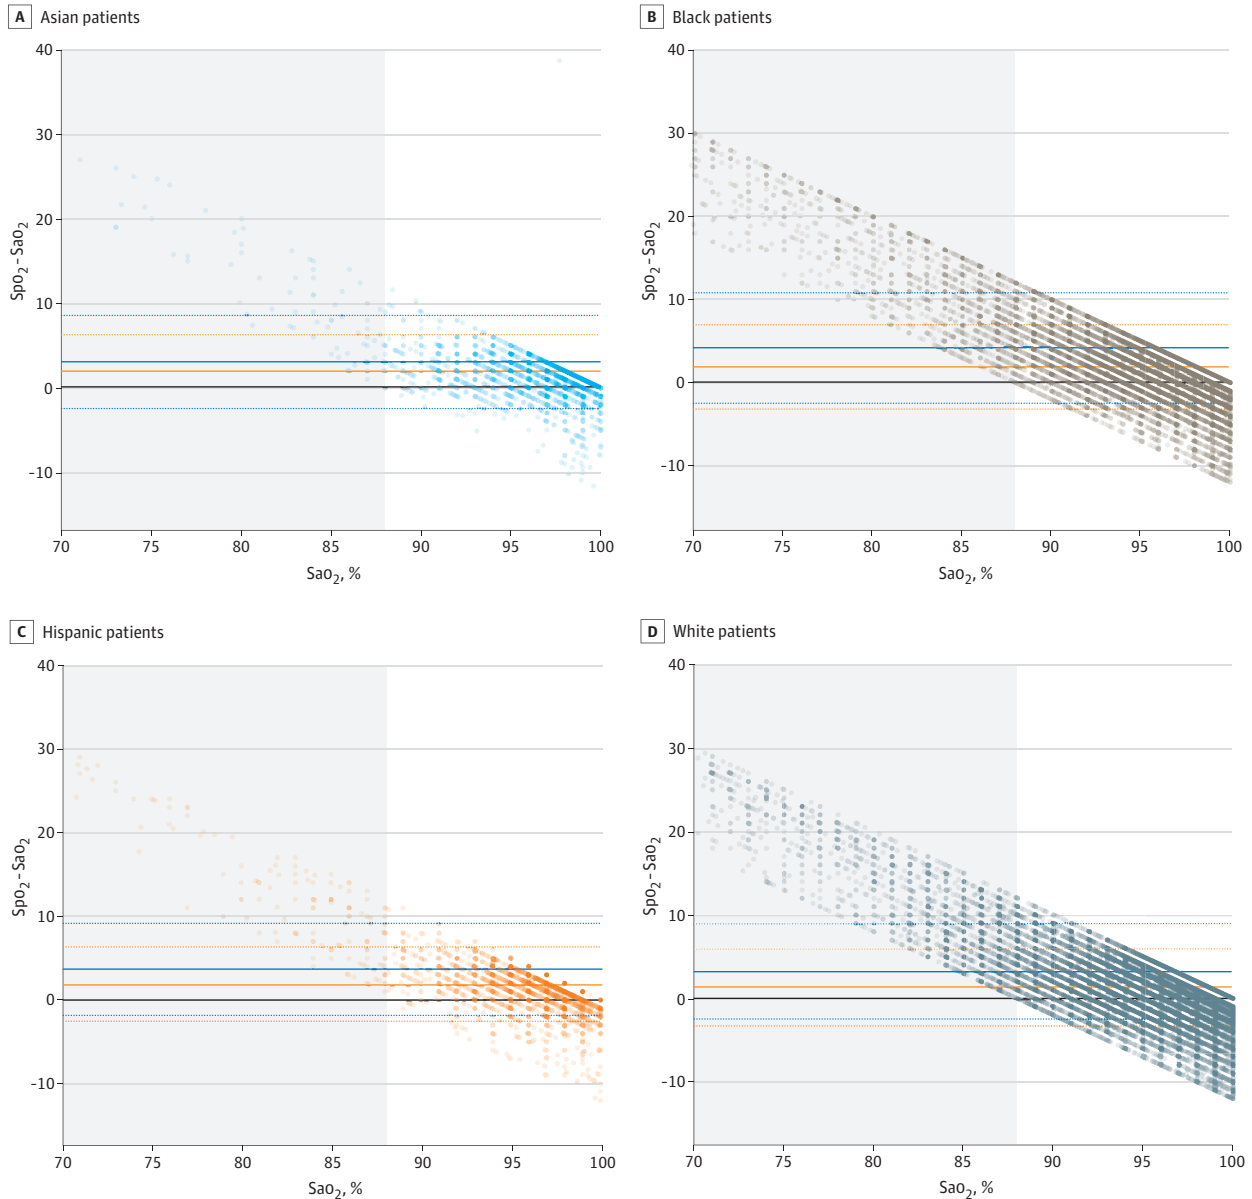 A Asian patients
40
30
20
10
0
-10
Spo2 – Sao2
70 75 80 85 90 95 100
Sao2, %
B Black patients
40
30
20
10
0
-10
Spo2 – Sao2
70 75 80 85 90 95 100
Sao2, %
C Hispanic patients
40
30
20
10
0
-10
Spo2 – Sao2
70 75 80 85 90 95 100
Sao2, %
D White patients
40
30
20
10
0
-10
Spo2 – Sao2
70 75 80 85 90 95 100
Sao2, %